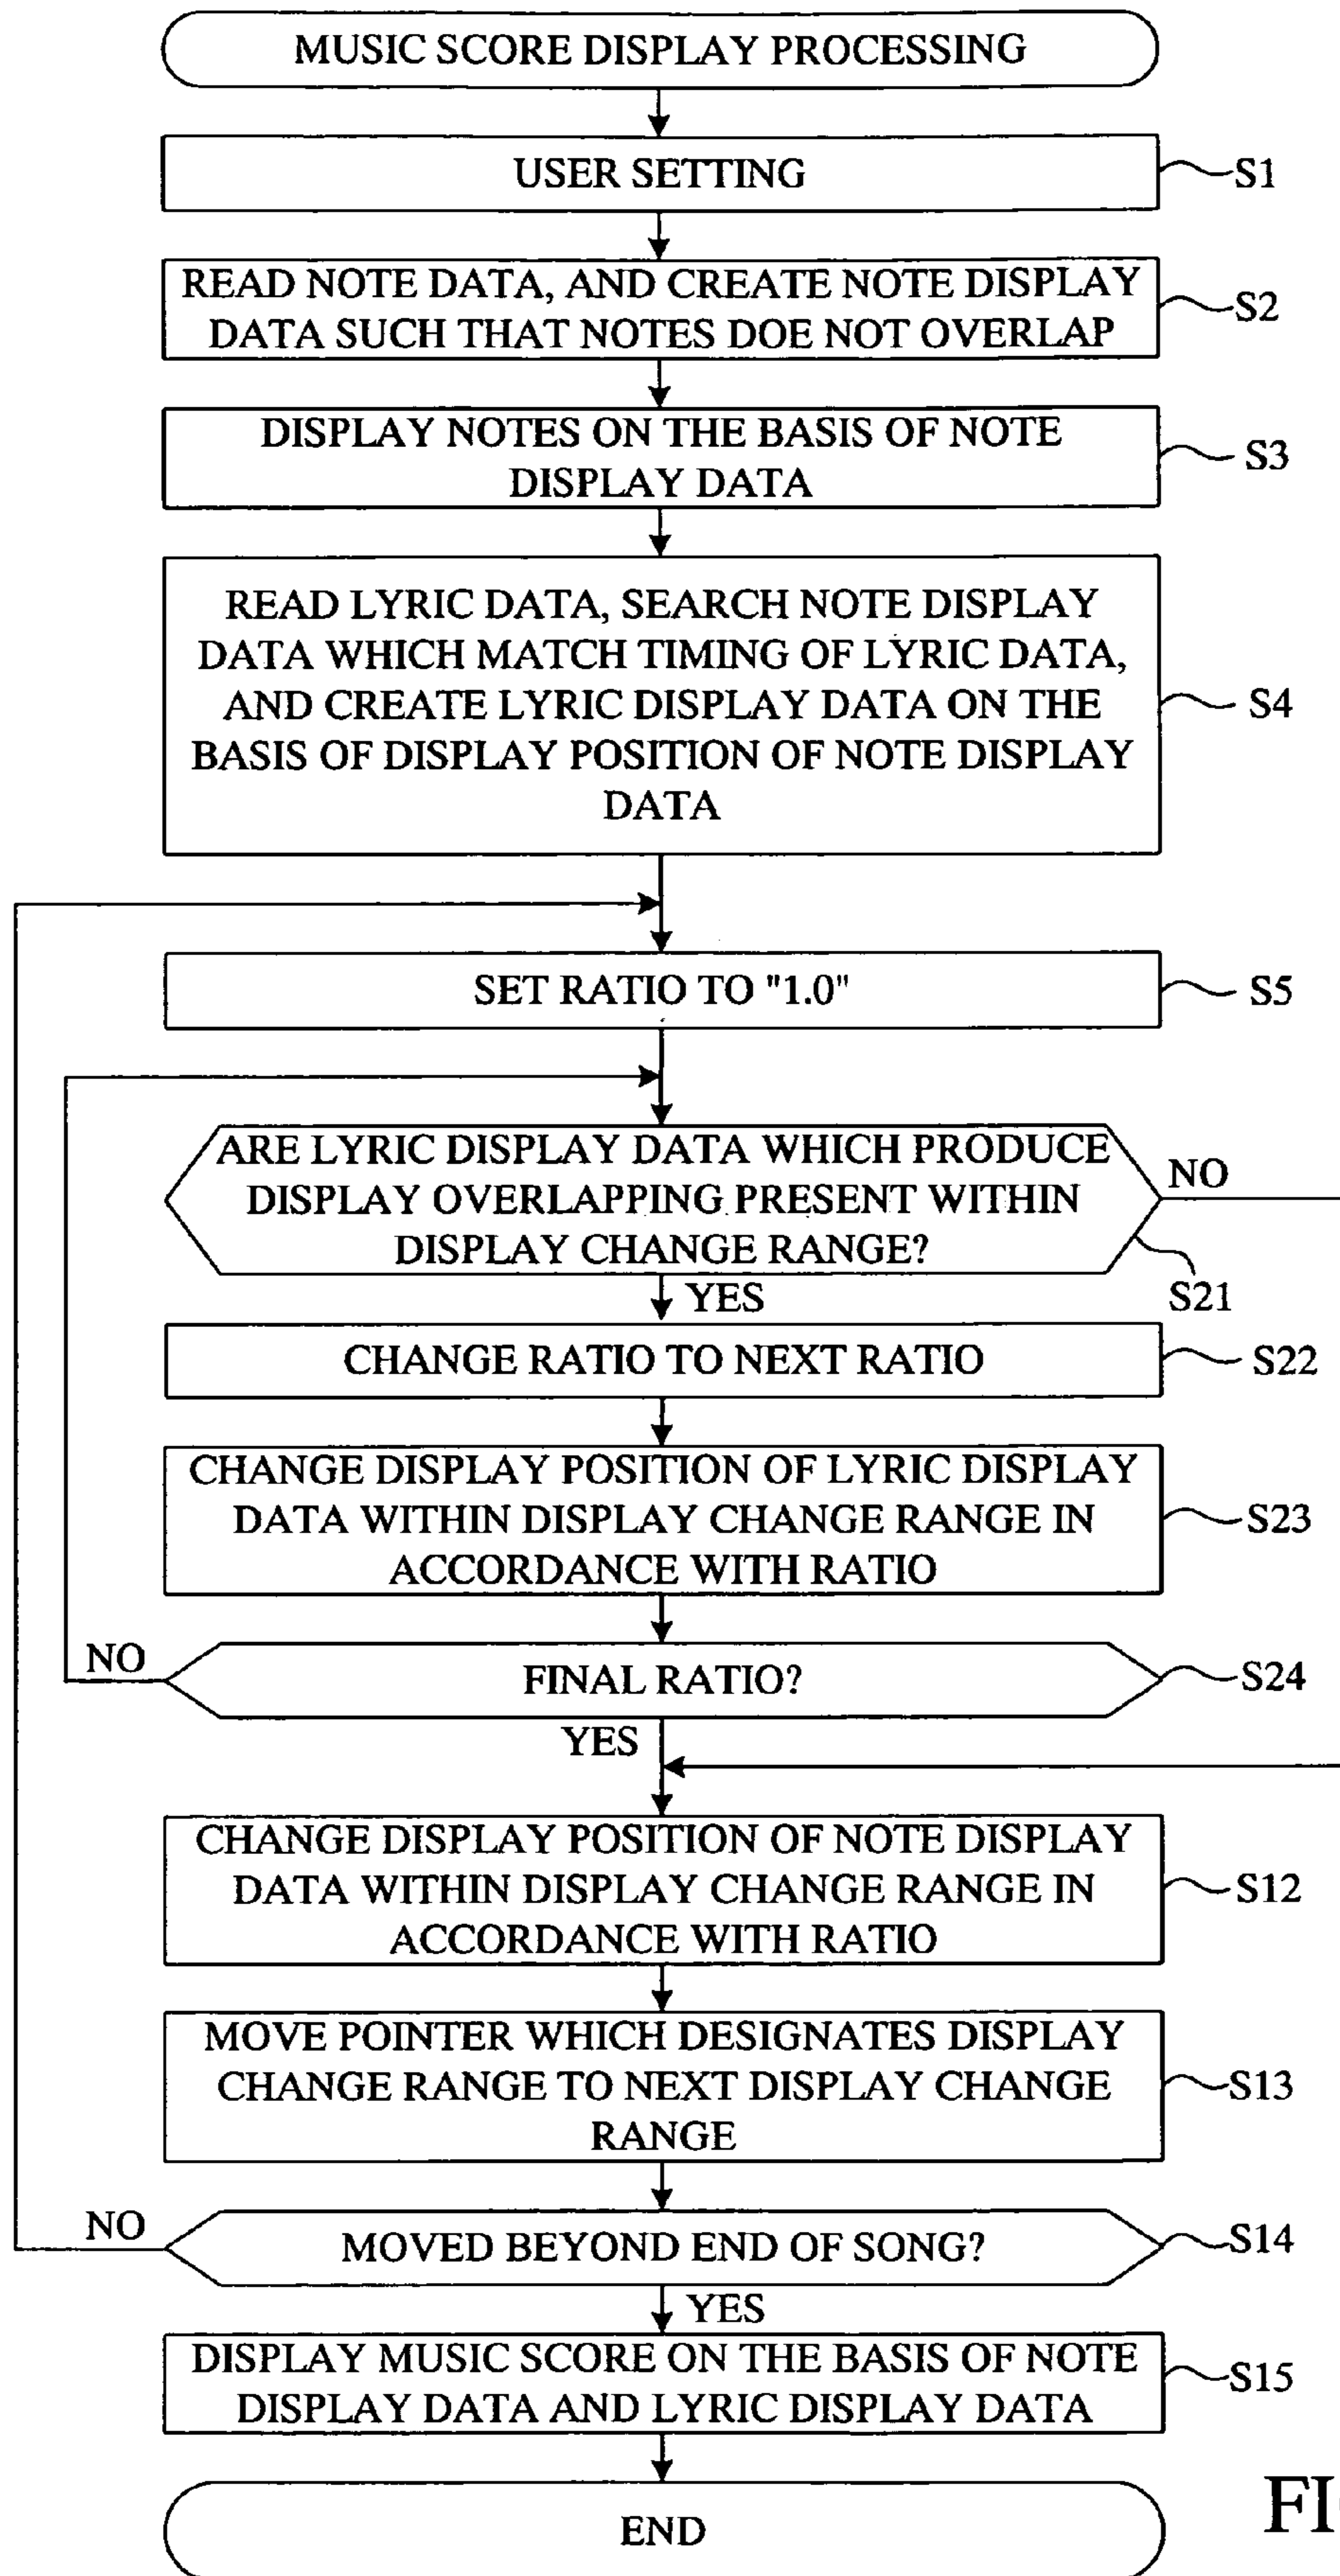 MUSIC SCORE DISPLAY PROCESSING
USER SETTING
S1
READ NOTE DATA, AND CREATE NOTE DISPLAY
DATA SUCH THAT NOTES DOE NOT OVERLAP
S2
DISPLAY NOTES ON THE BASIS OF NOTE
DISPLAY DATA
S3
READ LYRIC DATA, SEARCH NOTE DISPLAY
DATA WHICH MATCH TIMING OF LYRIC DATA,
AND CREATE LYRIC DISPLAY DATA ON THE
BASIS OF DISPLAY POSITION OF NOTE DISPLAY
DATA
S4
SET RATIO TO "1.0"
S5
ARE LYRIC DISPLAY DATA WHICH PRODUCE
DISPLAY OVERLAPPING PRESENT WITHIN
DISPLAY CHANGE RANGE?
NO
S21
YES
CHANGE RATIO TO NEXT RATIO
S22
CHANGE DISPLAY POSITION OF LYRIC DISPLAY
DATA WITHIN DISPLAY CHANGE RANGE IN
ACCORDANCE WITH RATIO
S23
NO
FINAL RATIO?
S24
YES
CHANGE DISPLAY POSITION OF NOTE DISPLAY
DATA WITHIN DISPLAY CHANGE RANGE IN
ACCORDANCE WITH RATIO
S12
MOVE POINTER WHICH DESIGNATES DISPLAY
CHANGE RANGE TO NEXT DISPLAY CHANGE
RANGE
S13
NO
MOVED BEYOND END OF SONG?
S14
YES
DISPLAY MUSIC SCORE ON THE BASIS OF NOTE
DISPLAY DATA AND LYRIC DISPLAY DATA
S15
END